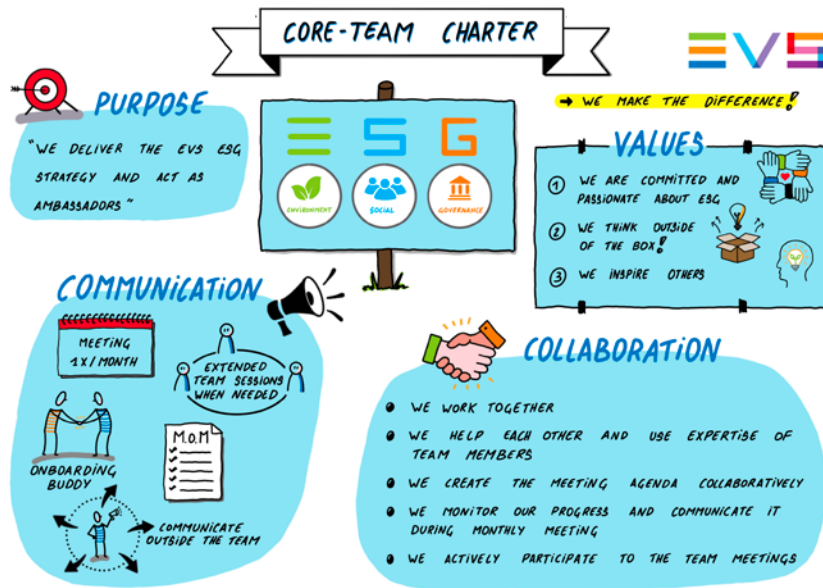 CORE-TEAM CHARTER
EVS
PURPOSE
"WE DELIVER THE EVS ESG
STRATEGY AND ACT AS
AMBASSADORS"
ESG
ENVIRONMENT
SOCIAL
GOVERNANCE
→ WE MAKE THE DIFFERENCE!
VALUES
1 WE ARE COMMITTED AND
PASSIONATE ABOUT ESG
2 WE THINK OUTSIDE
OF THE BOX!
3 WE INSPIRE OTHERS
COMMUNICATION
MEETING
1X/MONTH
EXTENDED
TEAM SESSIONS
WHEN NEEDED
ONBOARDING
BUDDY
M.O.M
COMMUNICATE
OUTSIDE THE TEAM
COLLABORATION
• WE WORK TOGETHER
• WE HELP EACH OTHER AND USE EXPERTISE OF
TEAM MEMBERS
• WE CREATE THE MEETING AGENDA COLLABORATIVELY
• WE MONITOR OUR PROGRESS AND COMMUNICATE IT
DURING MONTHLY MEETING
• WE ACTIVELY PARTICIPATE TO THE TEAM MEETINGS